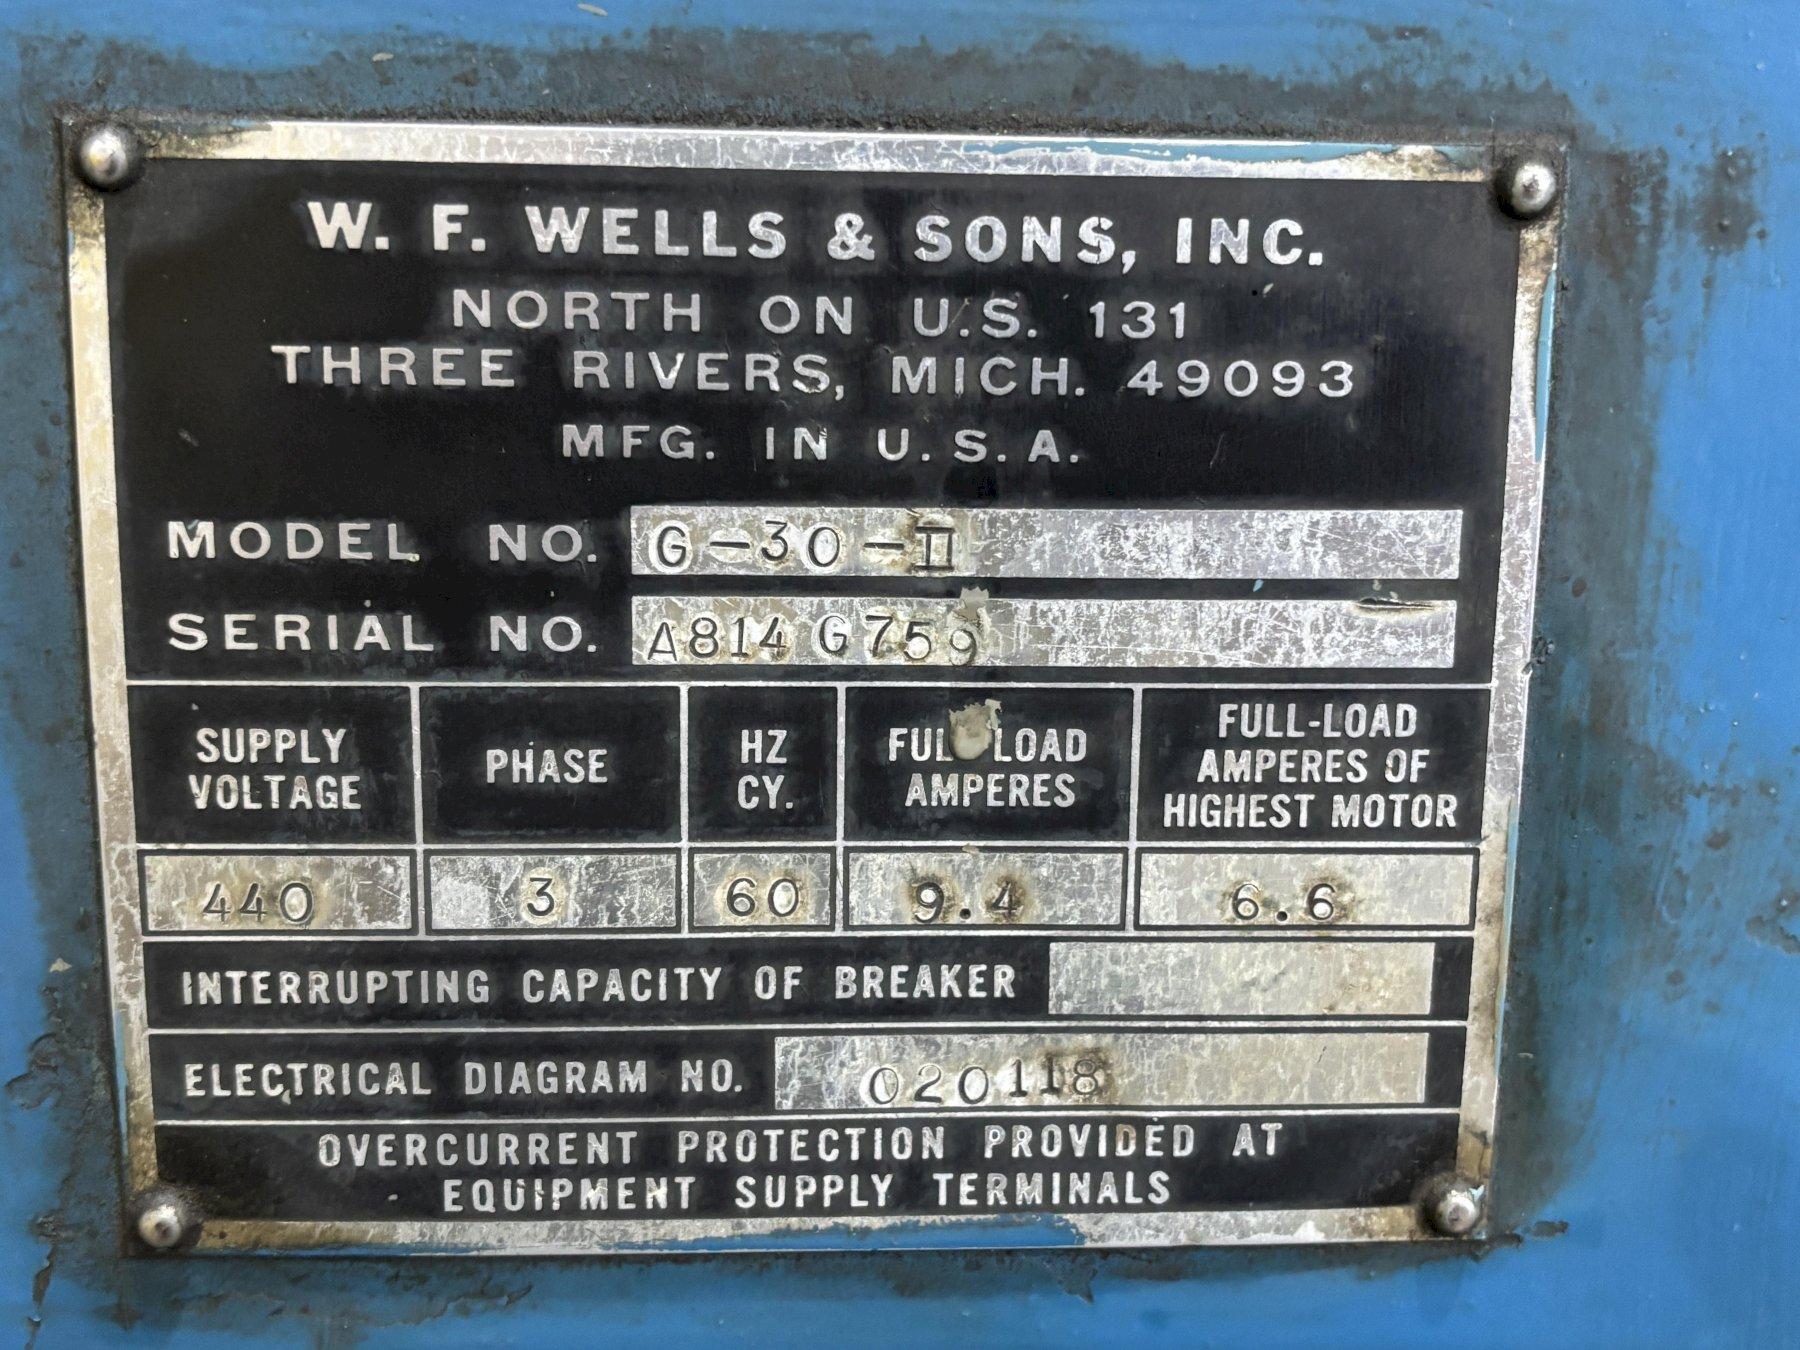 W. F. WELLS & SONS, INC.
NORTH ON U.S. 131
THREE RIVERS, MICH. 49093
MFG. IN U.S.A.
MODEL NO. G-30-II
SERIAL NO. A814 G759
SUPPLY VOLTAGE
PHASE
HZ CY.
FULL-LOAD AMPERES
FULL-LOAD AMPERES OF HIGHEST MOTOR
440 3 60 9.4 6.6
INTERRUPTING CAPACITY OF BREAKER
ELECTRICAL DIAGRAM NO. 020118
OVERCURRENT PROTECTION PROVIDED AT
EQUIPMENT SUPPLY TERMINALS